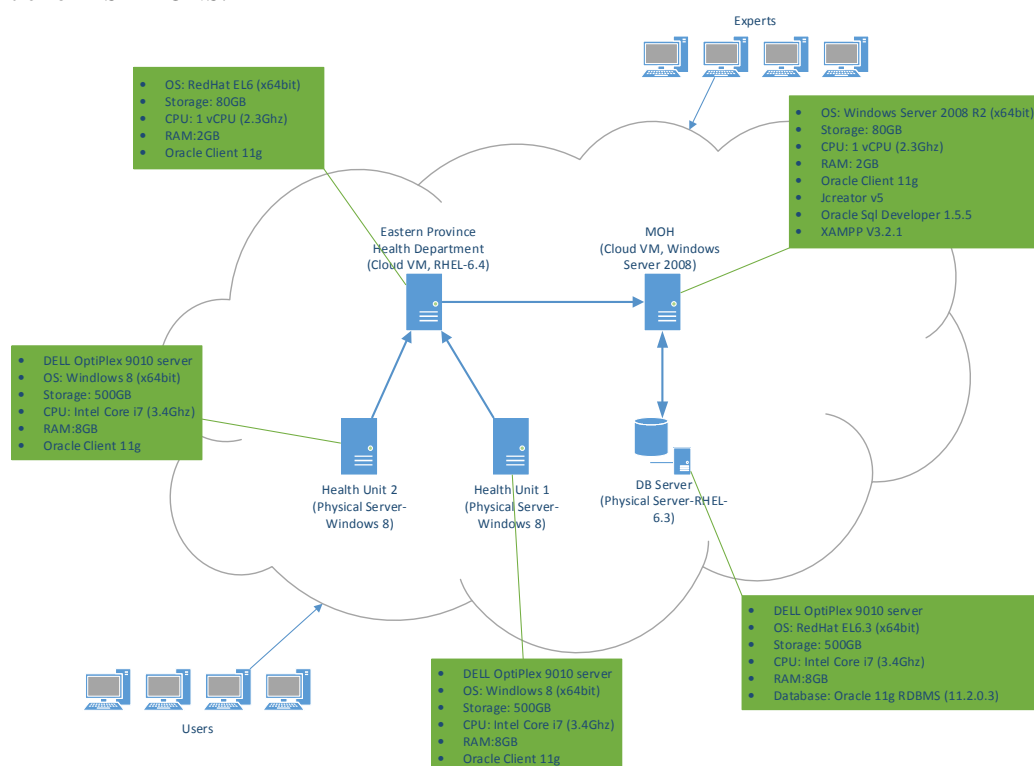 Experts
• OS: RedHat EL6 (x64bit)
• Storage: 80GB
• CPU: 1 vCPU (2.3Ghz)
• RAM:2GB
• Oracle Client 11g
• OS: Windows Server 2008 R2 (x64bit)
• Storage: 80GB
• CPU: 1 vCPU (2.3Ghz)
• RAM: 2GB
• Oracle Client 11g
• Jcreator v5
• Oracle Sql Developer 1.5.5
• XAMPP V3.2.1
Eastern Province
Health Department
(Cloud VM, RHEL-6.4)
MOH
(Cloud VM, Windows
Server 2008)
• DELL OptiPlex 9010 server
• OS: Windlows 8 (x64bit)
• Storage: 500GB
• CPU: Intel Core i7 (3.4Ghz)
• RAM:8GB
• Oracle Client 11g
Health Unit 2
(Physical Server-
Windows 8)
Health Unit 1
(Physical Server-
Windows 8)
DB Server
(Physical Server-RHEL-
6.3)
• DELL OptiPlex 9010 server
• OS: RedHat EL6.3 (x64bit)
• Storage: 500GB
• CPU: Intel Core i7 (3.4Ghz)
• RAM:8GB
• Database: Oracle 11g RDBMS (11.2.0.3)
• DELL OptiPlex 9010 server
• OS: Windlows 8 (x64bit)
• Storage: 500GB
• CPU: Intel Core i7 (3.4Ghz)
• RAM:8GB
• Oracle Client 11g
Users